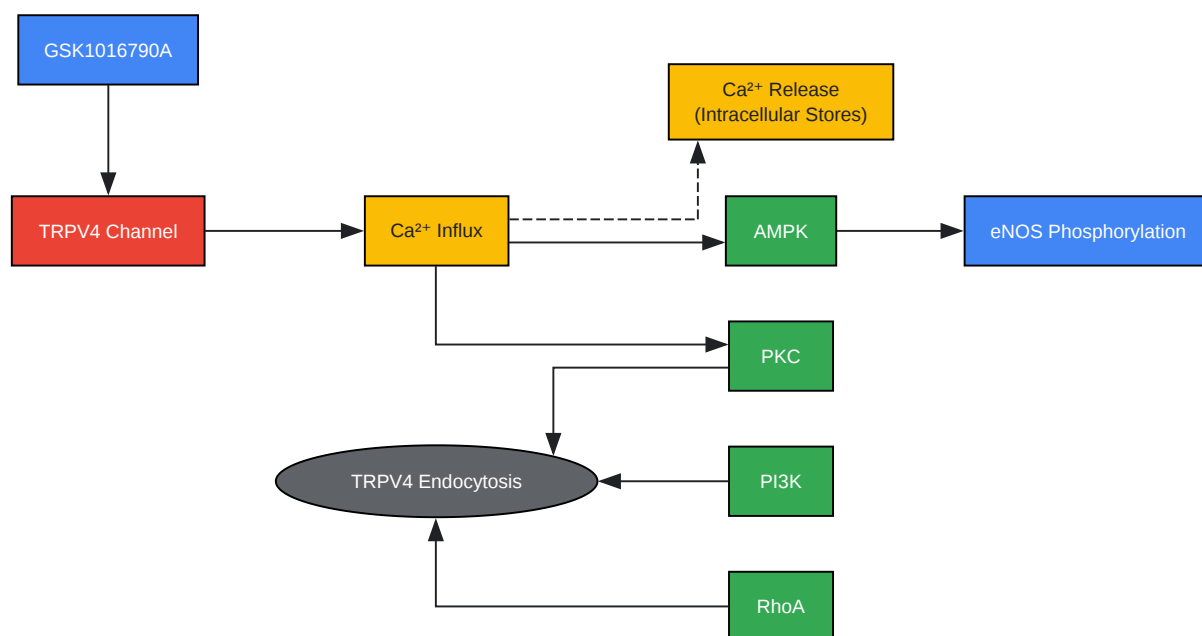 GSK1016790A
Ca²⁺ Release
(Intracellular Stores)
TRPV4 Channel
Ca²⁺ Influx
AMPK
eNOS Phosphorylation
PKC
TRPV4 Endocytosis
PI3K
RhoA